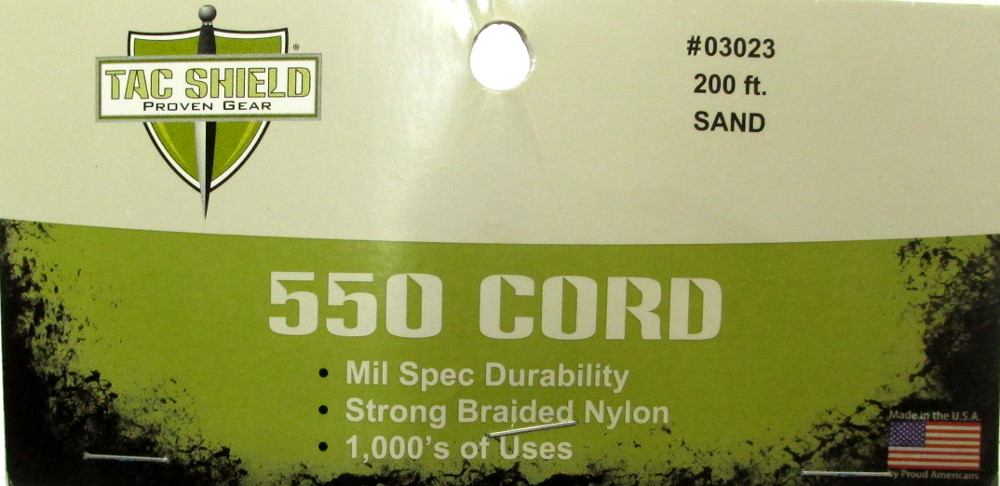 TAC SHIELD
®
PROVEN GEAR
#03023
200 ft.
SAND
550 CORD
• Mil Spec Durability
• Strong Braided Nylon
• 1,000's of Uses
Made in the U.S.A.
by Proud Americans